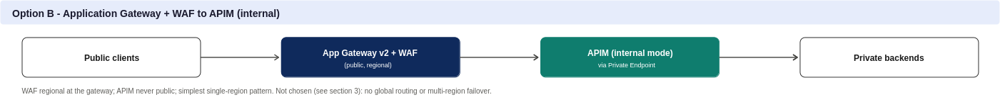 Option B - Application Gateway + WAF to APIM (internal)
Public clients
App Gateway v2 + WAF
(public, regional)
APIM (internal mode)
via Private Endpoint
Private backends
WAF regional at the gateway; APIM never public; simplest single-region pattern. Not chosen (see section 3): no global routing or multi-region failover.